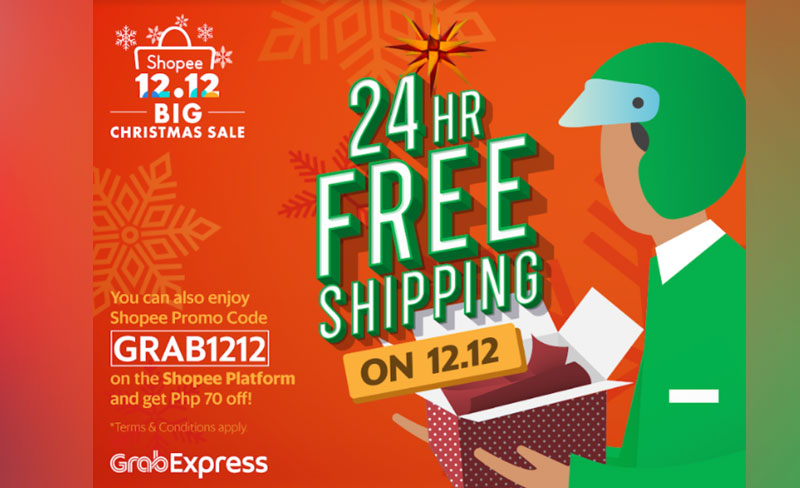 Shopee
12.12
BIG
CHRISTMAS SALE
24 HR
FREE
SHIPPING
ON 12.12
You can also enjoy
Shopee Promo Code
GRAB1212
on the Shopee Platform
and get Php 70 off!
*Terms & Conditions apply.
GrabExpress